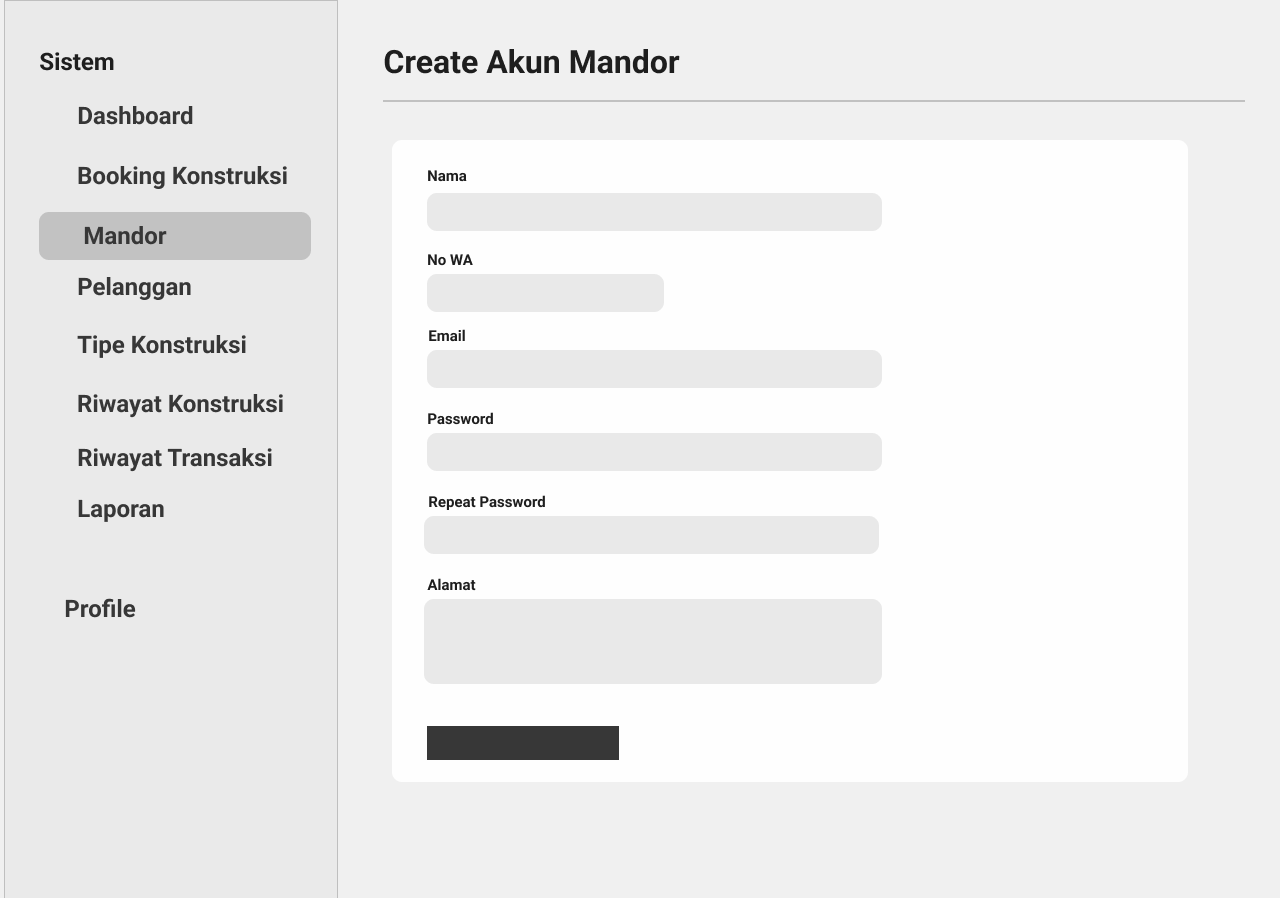 Sistem
Dashboard
Booking Konstruksi
Mandor
Pelanggan
Tipe Konstruksi
Riwayat Konstruksi
Riwayat Transaksi
Laporan
Profile
Create Akun Mandor
Nama
No WA
Email
Password
Repeat Password
Alamat